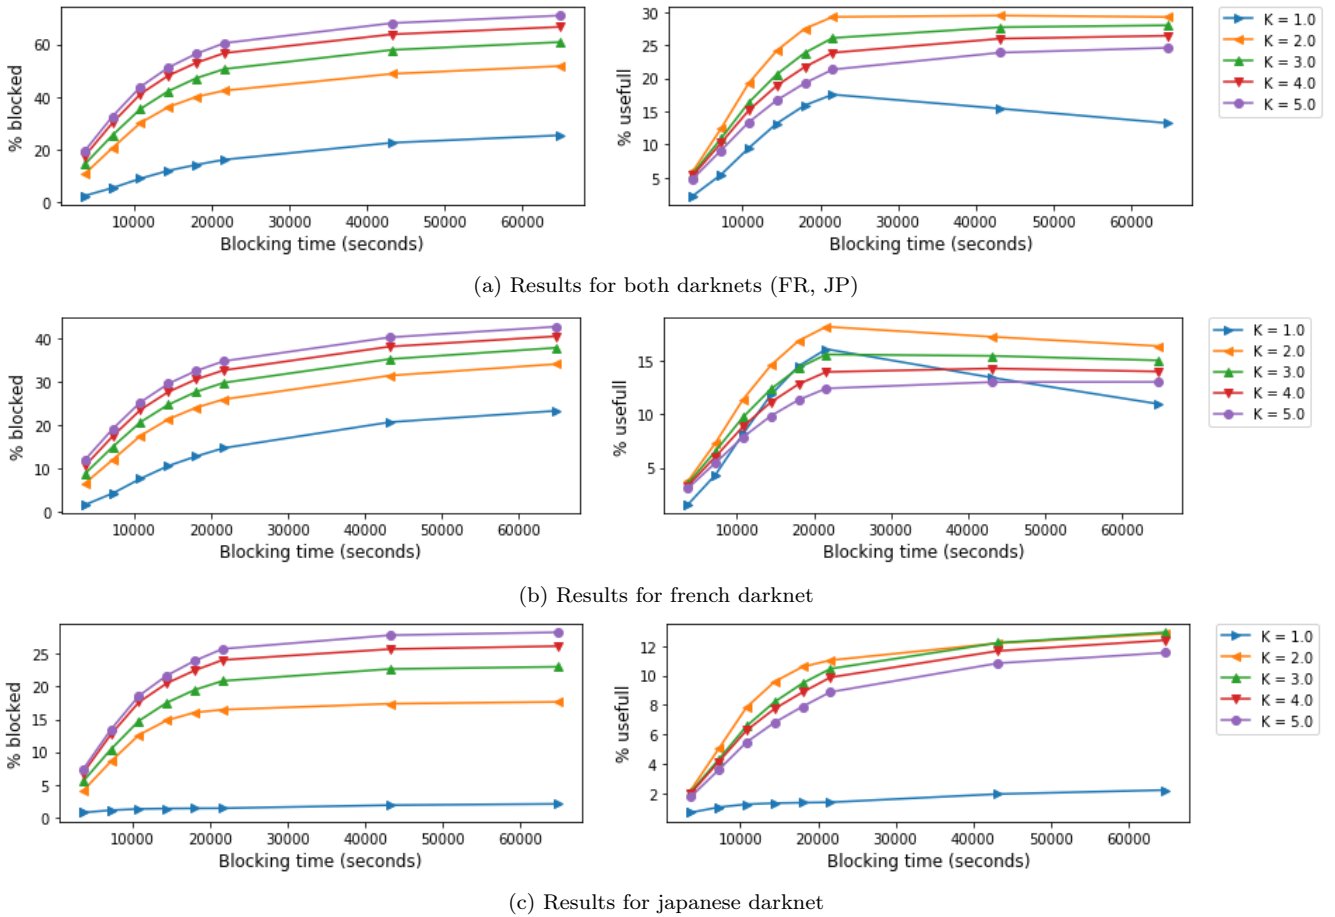 % blocked
60
40
20
0
10000 20000 30000 40000 50000 60000
Blocking time (seconds)
% usefull
30
25
20
15
10
5
10000 20000 30000 40000 50000 60000
Blocking time (seconds)
K = 1.0
K = 2.0
K = 3.0
K = 4.0
K = 5.0
(a) Results for both darknets (FR, JP)
% blocked
40
30
20
10
0
10000 20000 30000 40000 50000 60000
Blocking time (seconds)
% usefull
15
10
5
10000 20000 30000 40000 50000 60000
Blocking time (seconds)
K = 1.0
K = 2.0
K = 3.0
K = 4.0
K = 5.0
(b) Results for french darknet
% blocked
25
20
15
10
5
0
10000 20000 30000 40000 50000 60000
Blocking time (seconds)
% usefull
12
10
8
6
4
2
10000 20000 30000 40000 50000 60000
Blocking time (seconds)
K = 1.0
K = 2.0
K = 3.0
K = 4.0
K = 5.0
(c) Results for japanese darknet